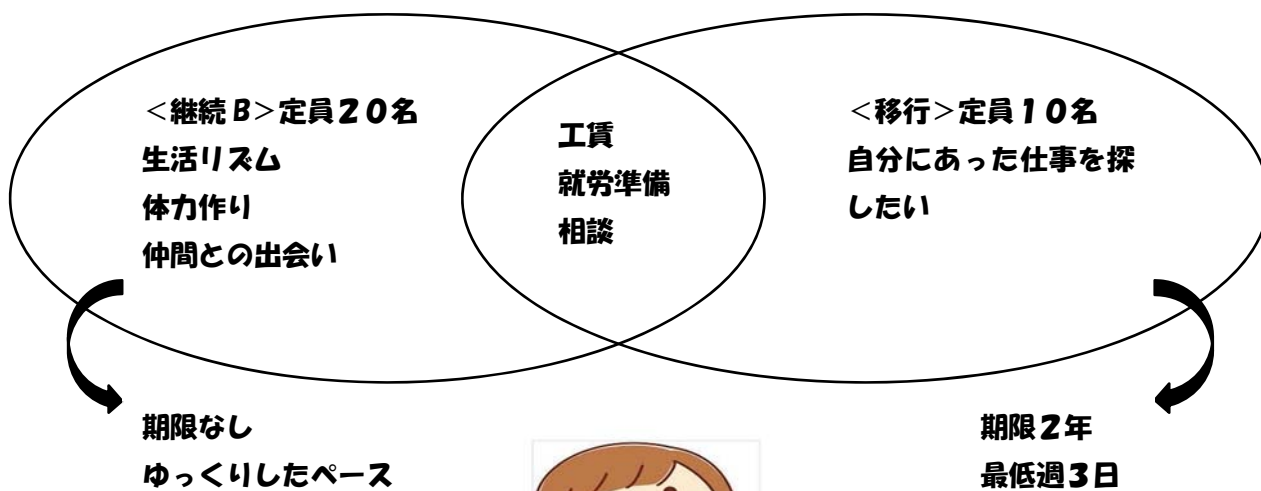 ＜継続B＞定員２０名
生活リズム
体力作り
仲間との出会い
工賃
就労準備
相談
＜移行＞定員１０名
自分にあった仕事を探
したい
期限なし
ゆっくりしたペース
期限２年
最低週３日